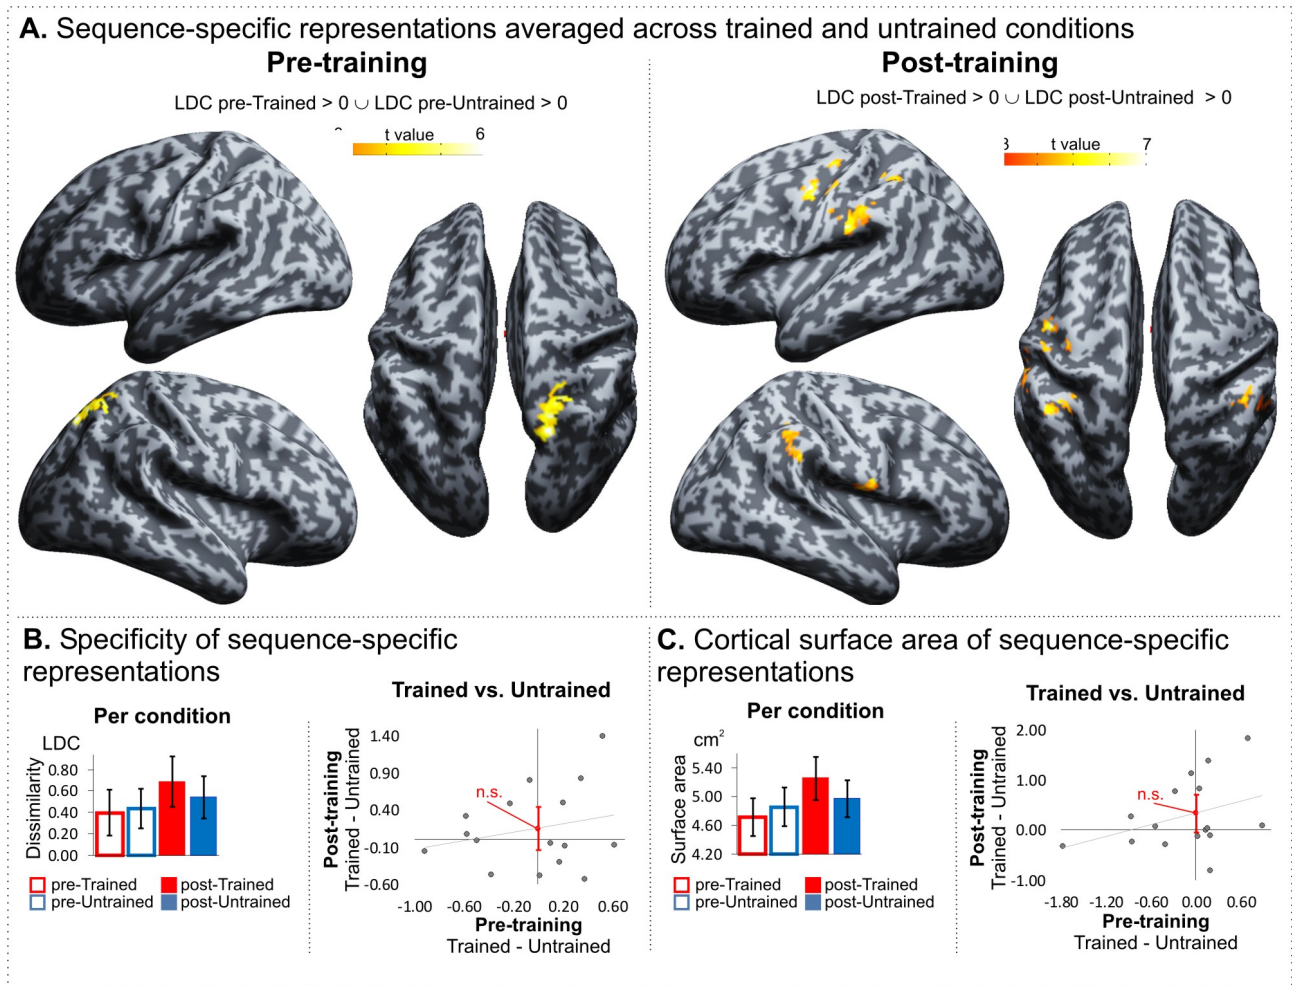 A. Sequence-specific representations averaged across trained and untrained conditions
Pre-training
LDC pre-Trained > 0 ∪ LDC pre-Untrained > 0
t value 6
Post-training
LDC post-Trained > 0 ∪ LDC post-Untrained > 0
t value 7
B. Specificity of sequence-specific
representations
Per condition
LDC
Dissimilarity
0.80
0.60
0.40
0.20
0.00
pre-Trained
post-Trained
pre-Untrained
post-Untrained
Trained vs. Untrained
Post-training
Trained - Untrained
1.40
0.90
0.40
-0.10
-0.60
n.s.
-1.00 -0.60 -0.20 0.20 0.60
Pre-training
Trained - Untrained
C. Cortical surface area of sequence-specific
representations
Per condition
cm²
Surface area
5.40
5.00
4.60
4.20
pre-Trained
post-Trained
pre-Untrained
post-Untrained
Trained vs. Untrained
Post-training
Trained - Untrained
2.00
1.00
0.00
-1.00
n.s.
-1.80 -1.20 -0.60 0.00 0.60
Pre-training
Trained - Untrained